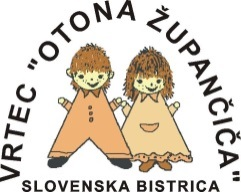 VRTEC "OTONA ŽUPANČIČA"
SLOVENSKA BISTRICA